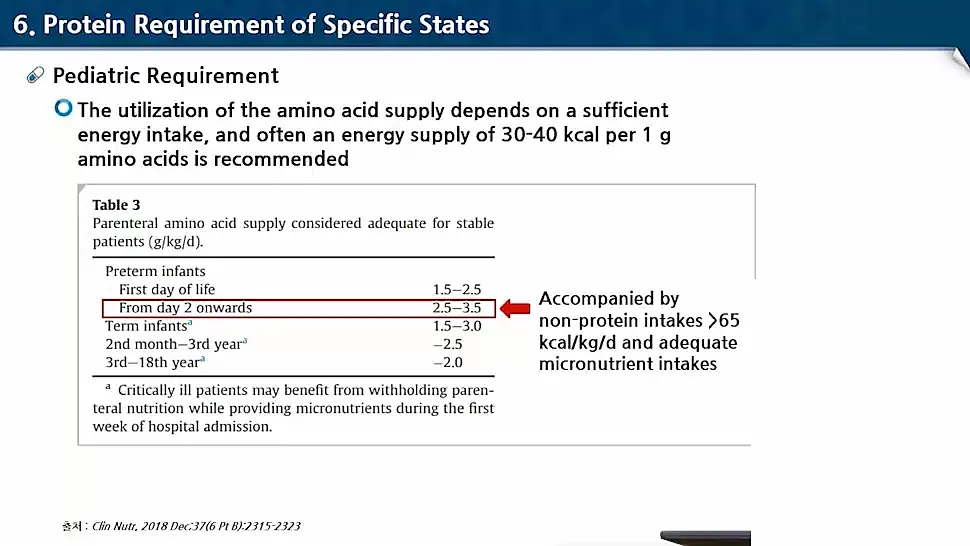 6. Protein Requirement of Specific States
Pediatric Requirement
The utilization of the amino acid supply depends on a sufficient
energy intake, and often an energy supply of 30-40 kcal per 1 g
amino acids is recommended
Table 3
Parenteral amino acid supply considered adequate for stable
patients (g/kg/d).
Preterm infants
First day of life 1.5–2.5
From day 2 onwards 2.5–3.5
Term infantsᵃ 1.5–3.0
2nd month–3rd yearᵃ –2.5
3rd–18th yearᵃ –2.0
ᵃ Critically ill patients may benefit from withholding paren-
teral nutrition while providing micronutrients during the first
week of hospital admission.
Accompanied by
non-protein intakes >65
kcal/kg/d and adequate
micronutrient intakes
출처 : Clin Nutr, 2018 Dec;37(6 Pt B):2315-2323